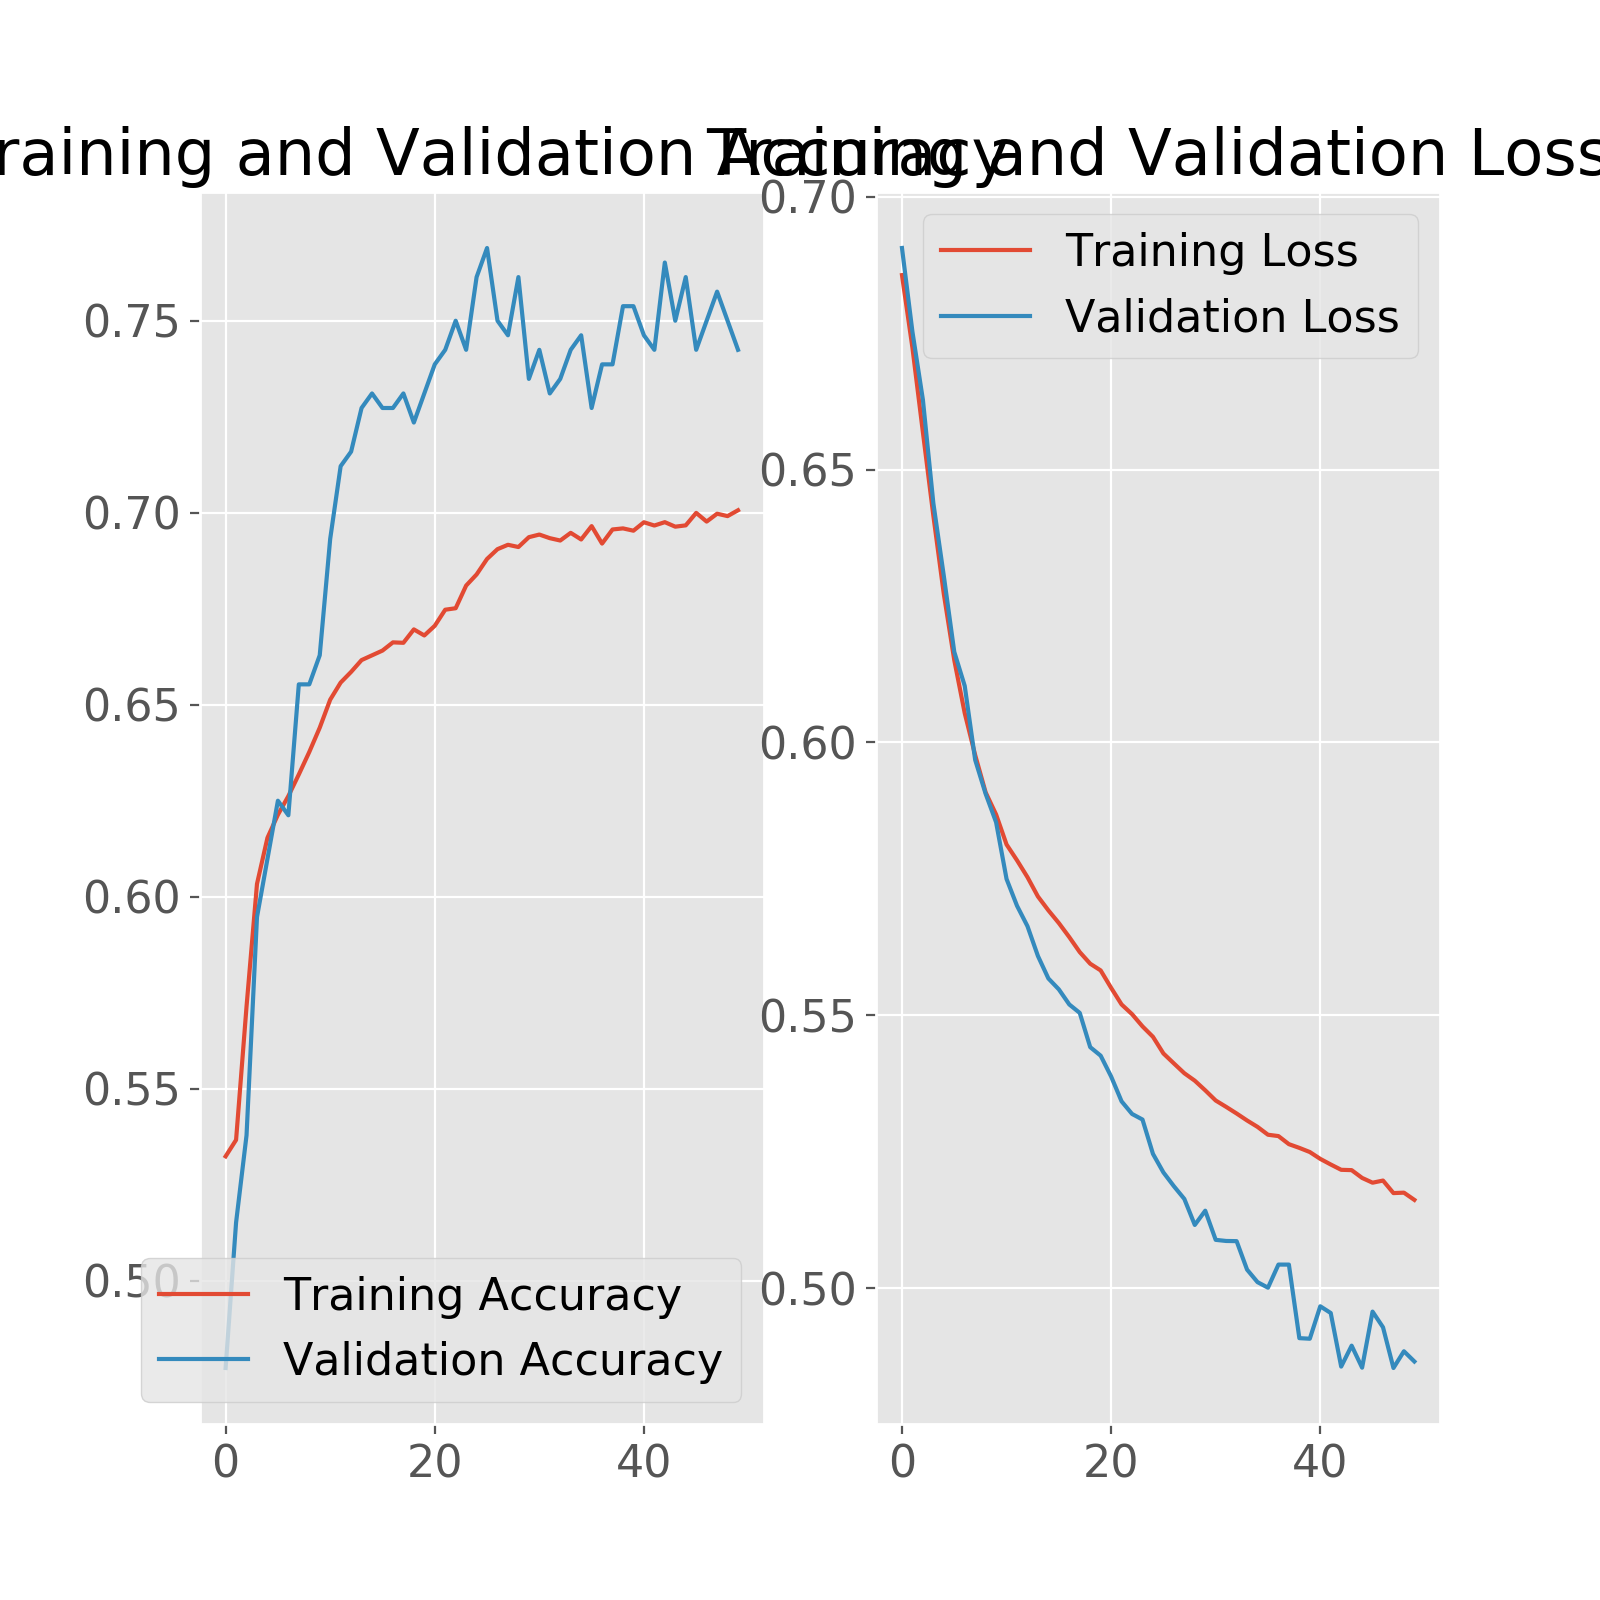 raining and Validation Accuracy
Training and Validation Loss
0.75
0.70
0.65
0.60
0.55
0.50
0 20 40
Training Accuracy
Validation Accuracy
0.70
0.65
0.60
0.55
0.50
0 20 40
Training Loss
Validation Loss